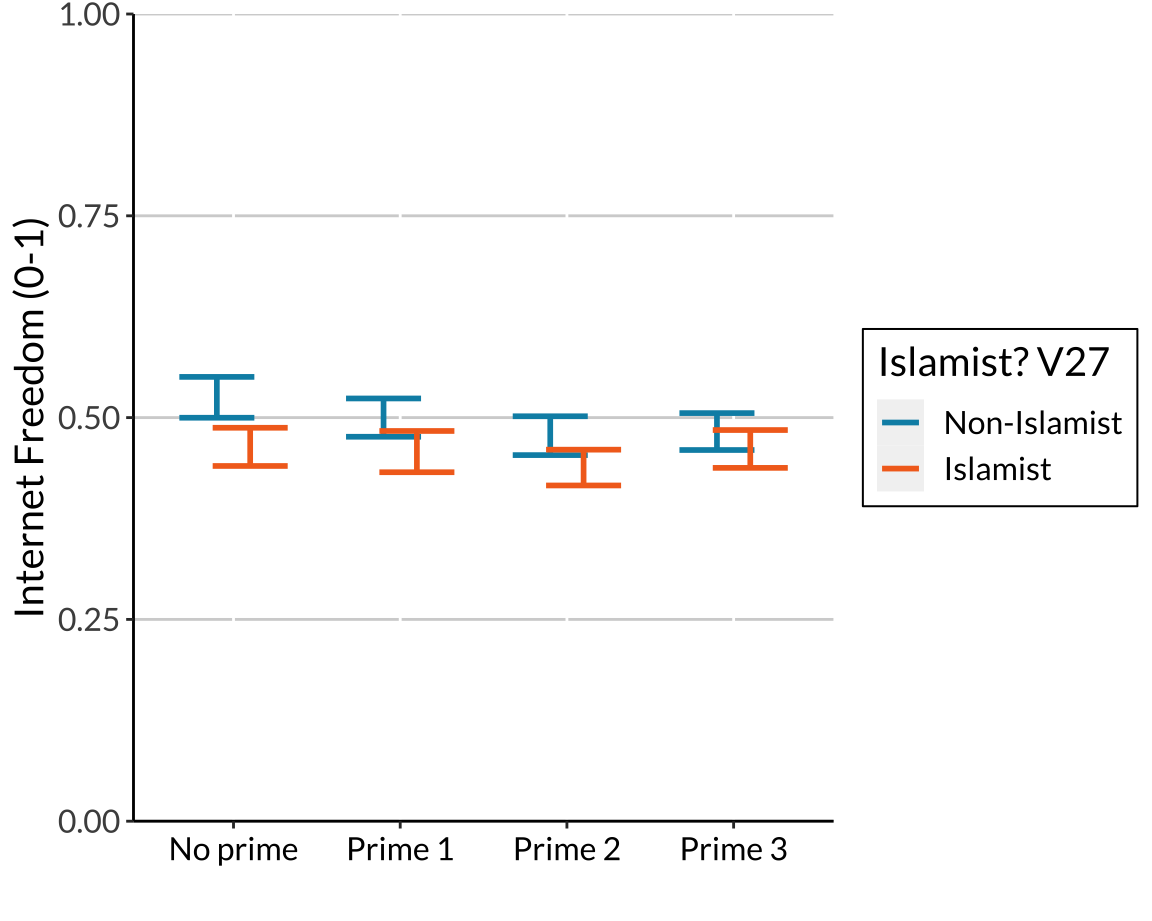 1.00
0.75
0.50
0.25
0.00
Internet Freedom (0-1)
No prime
Prime 1
Prime 2
Prime 3
Islamist? V27
Non-Islamist
Islamist